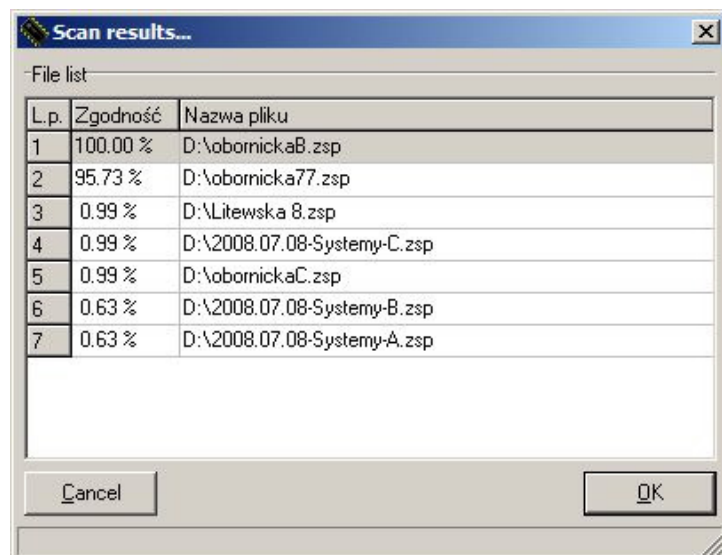 Scan results...
File list
L.p. Zgodność Nazwa pliku
1 100.00 % D:\obornickaB.zsp
2 95.73 % D:\obornicka77.zsp
3 0.99 % D:\Litewska 8.zsp
4 0.99 % D:\2008.07.08-Systemy-C.zsp
5 0.99 % D:\obornickaC.zsp
6 0.63 % D:\2008.07.08-Systemy-B.zsp
7 0.63 % D:\2008.07.08-Systemy-A.zsp
Cancel OK